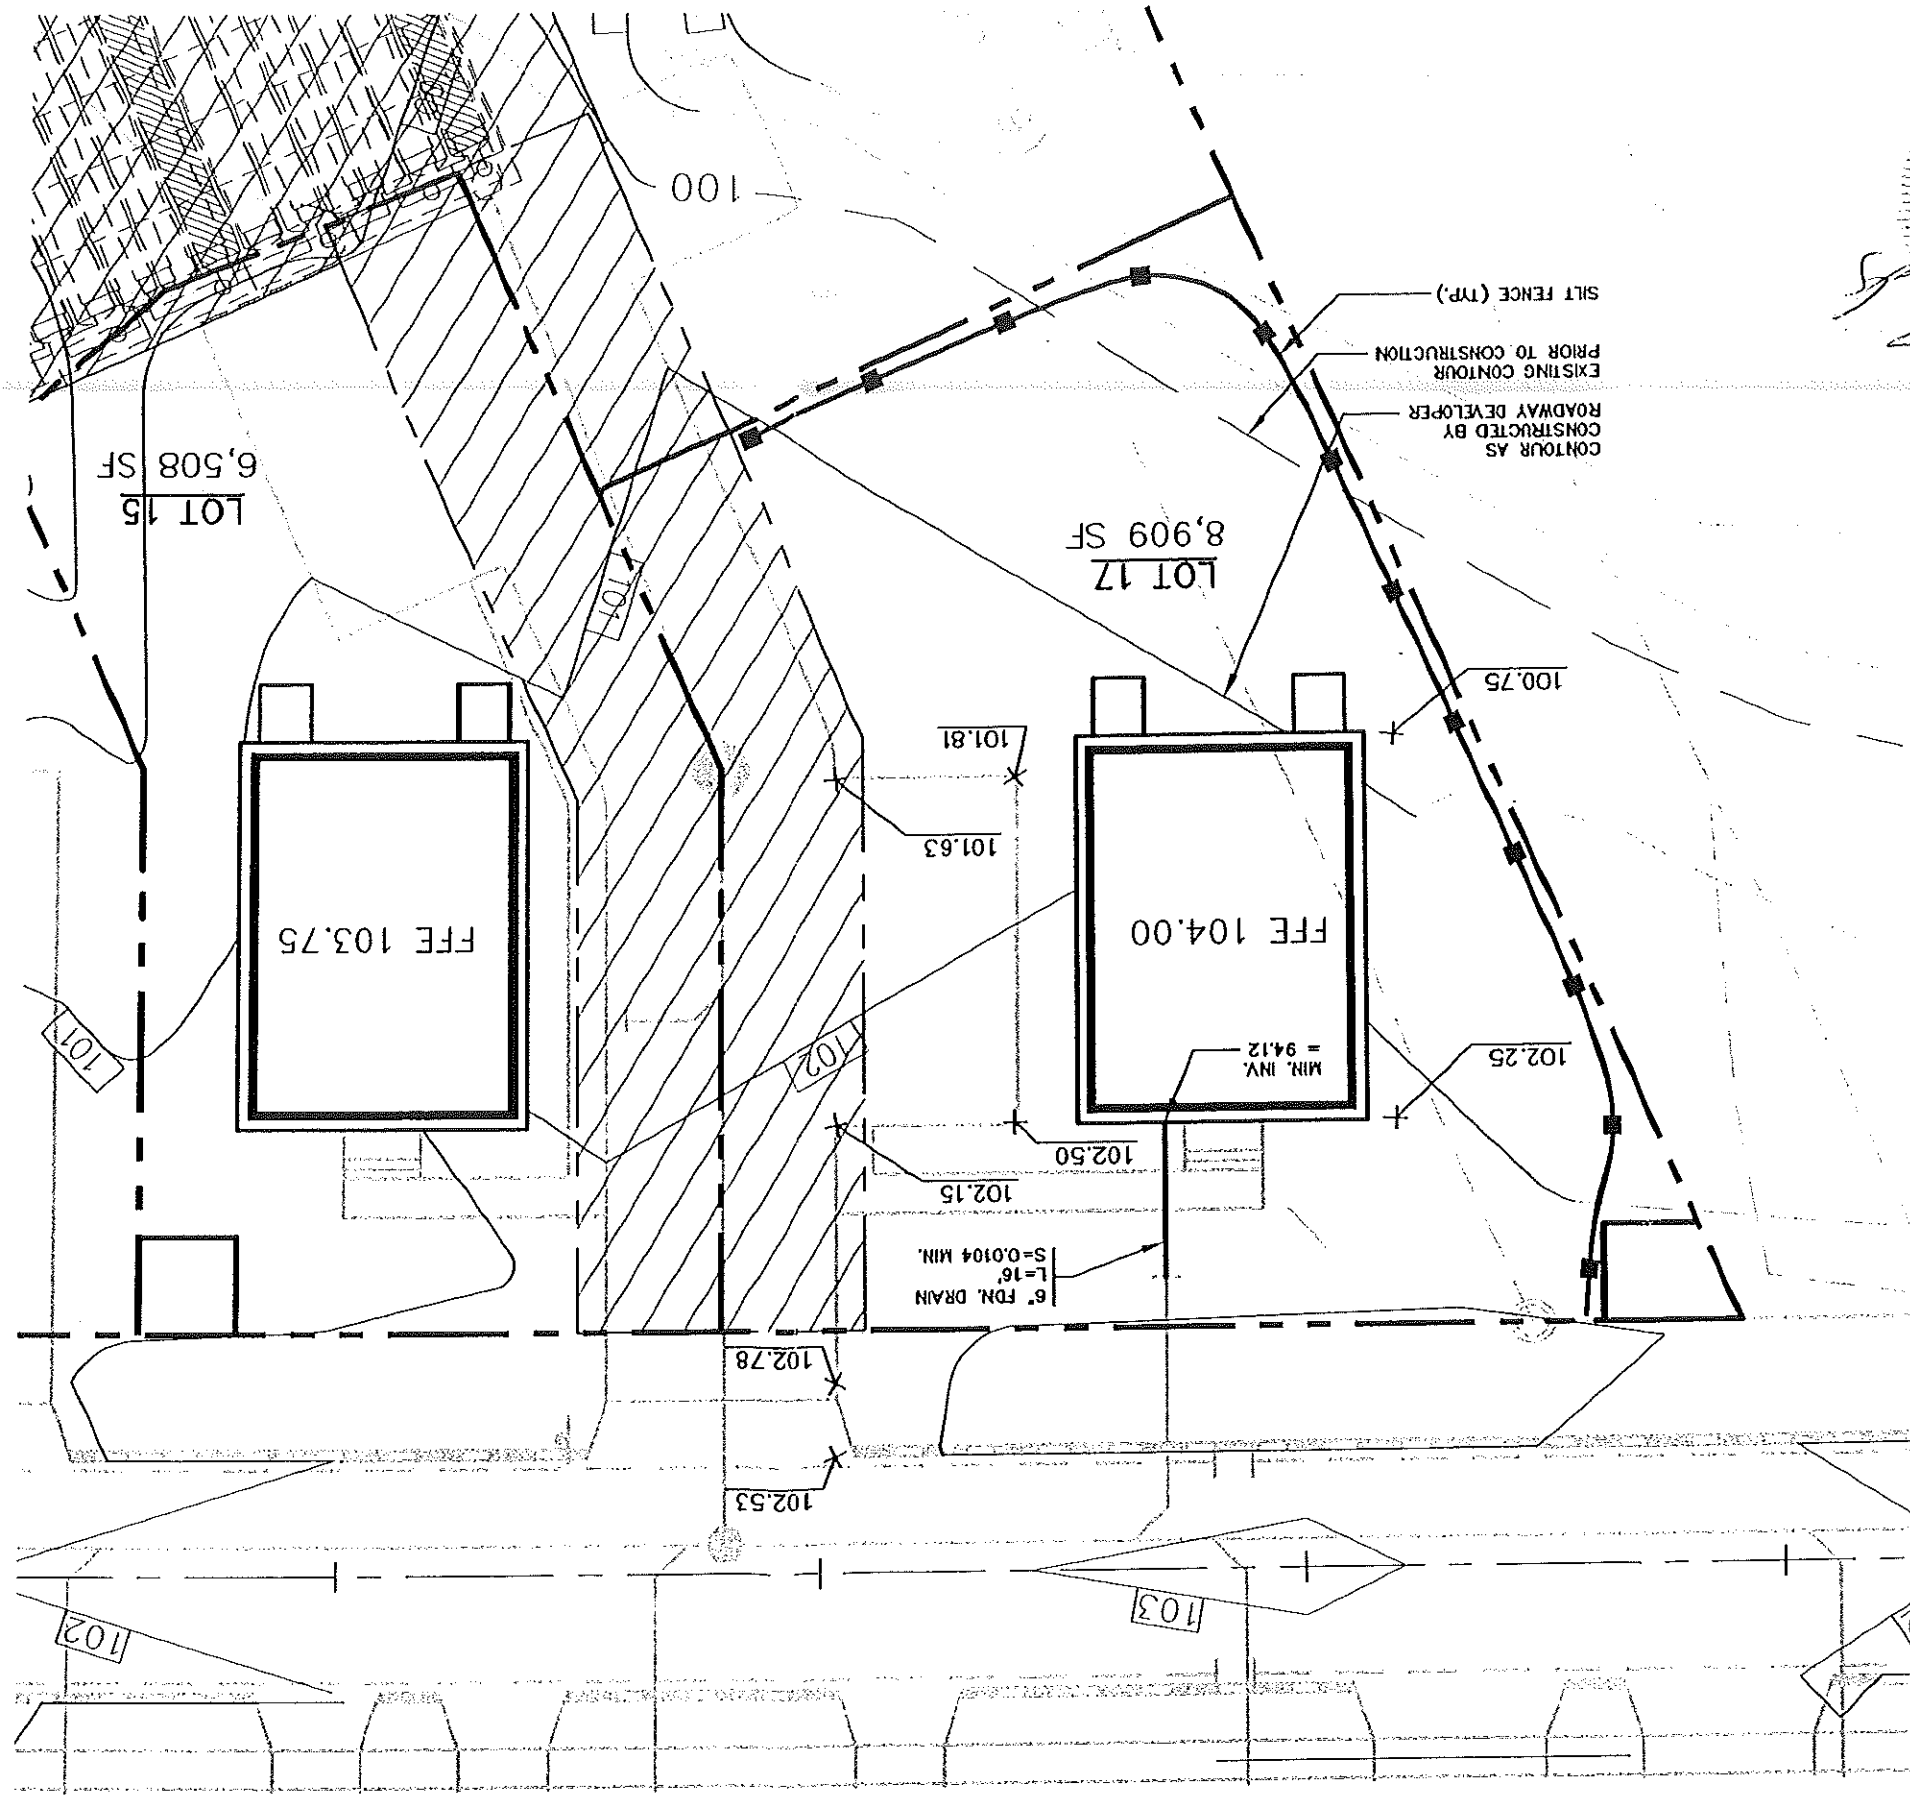 103
102
102.53
102.78
6" FDN. DRAIN
L=16'
S=0.0104 MIN.
102.15
102.50
102.25
MIN. INV.
= 94.12
102
101
FFE 104.00
FFE 103.75
101.63
101.81
100.75
LOT 17
8,909 SF
101
LOT 15
6,508 SF
CONTOUR AS
CONSTRUCTED BY
ROADWAY DEVELOPER
EXISTING CONTOUR
PRIOR TO CONSTRUCTION
SILT FENCE (TYP.)
100